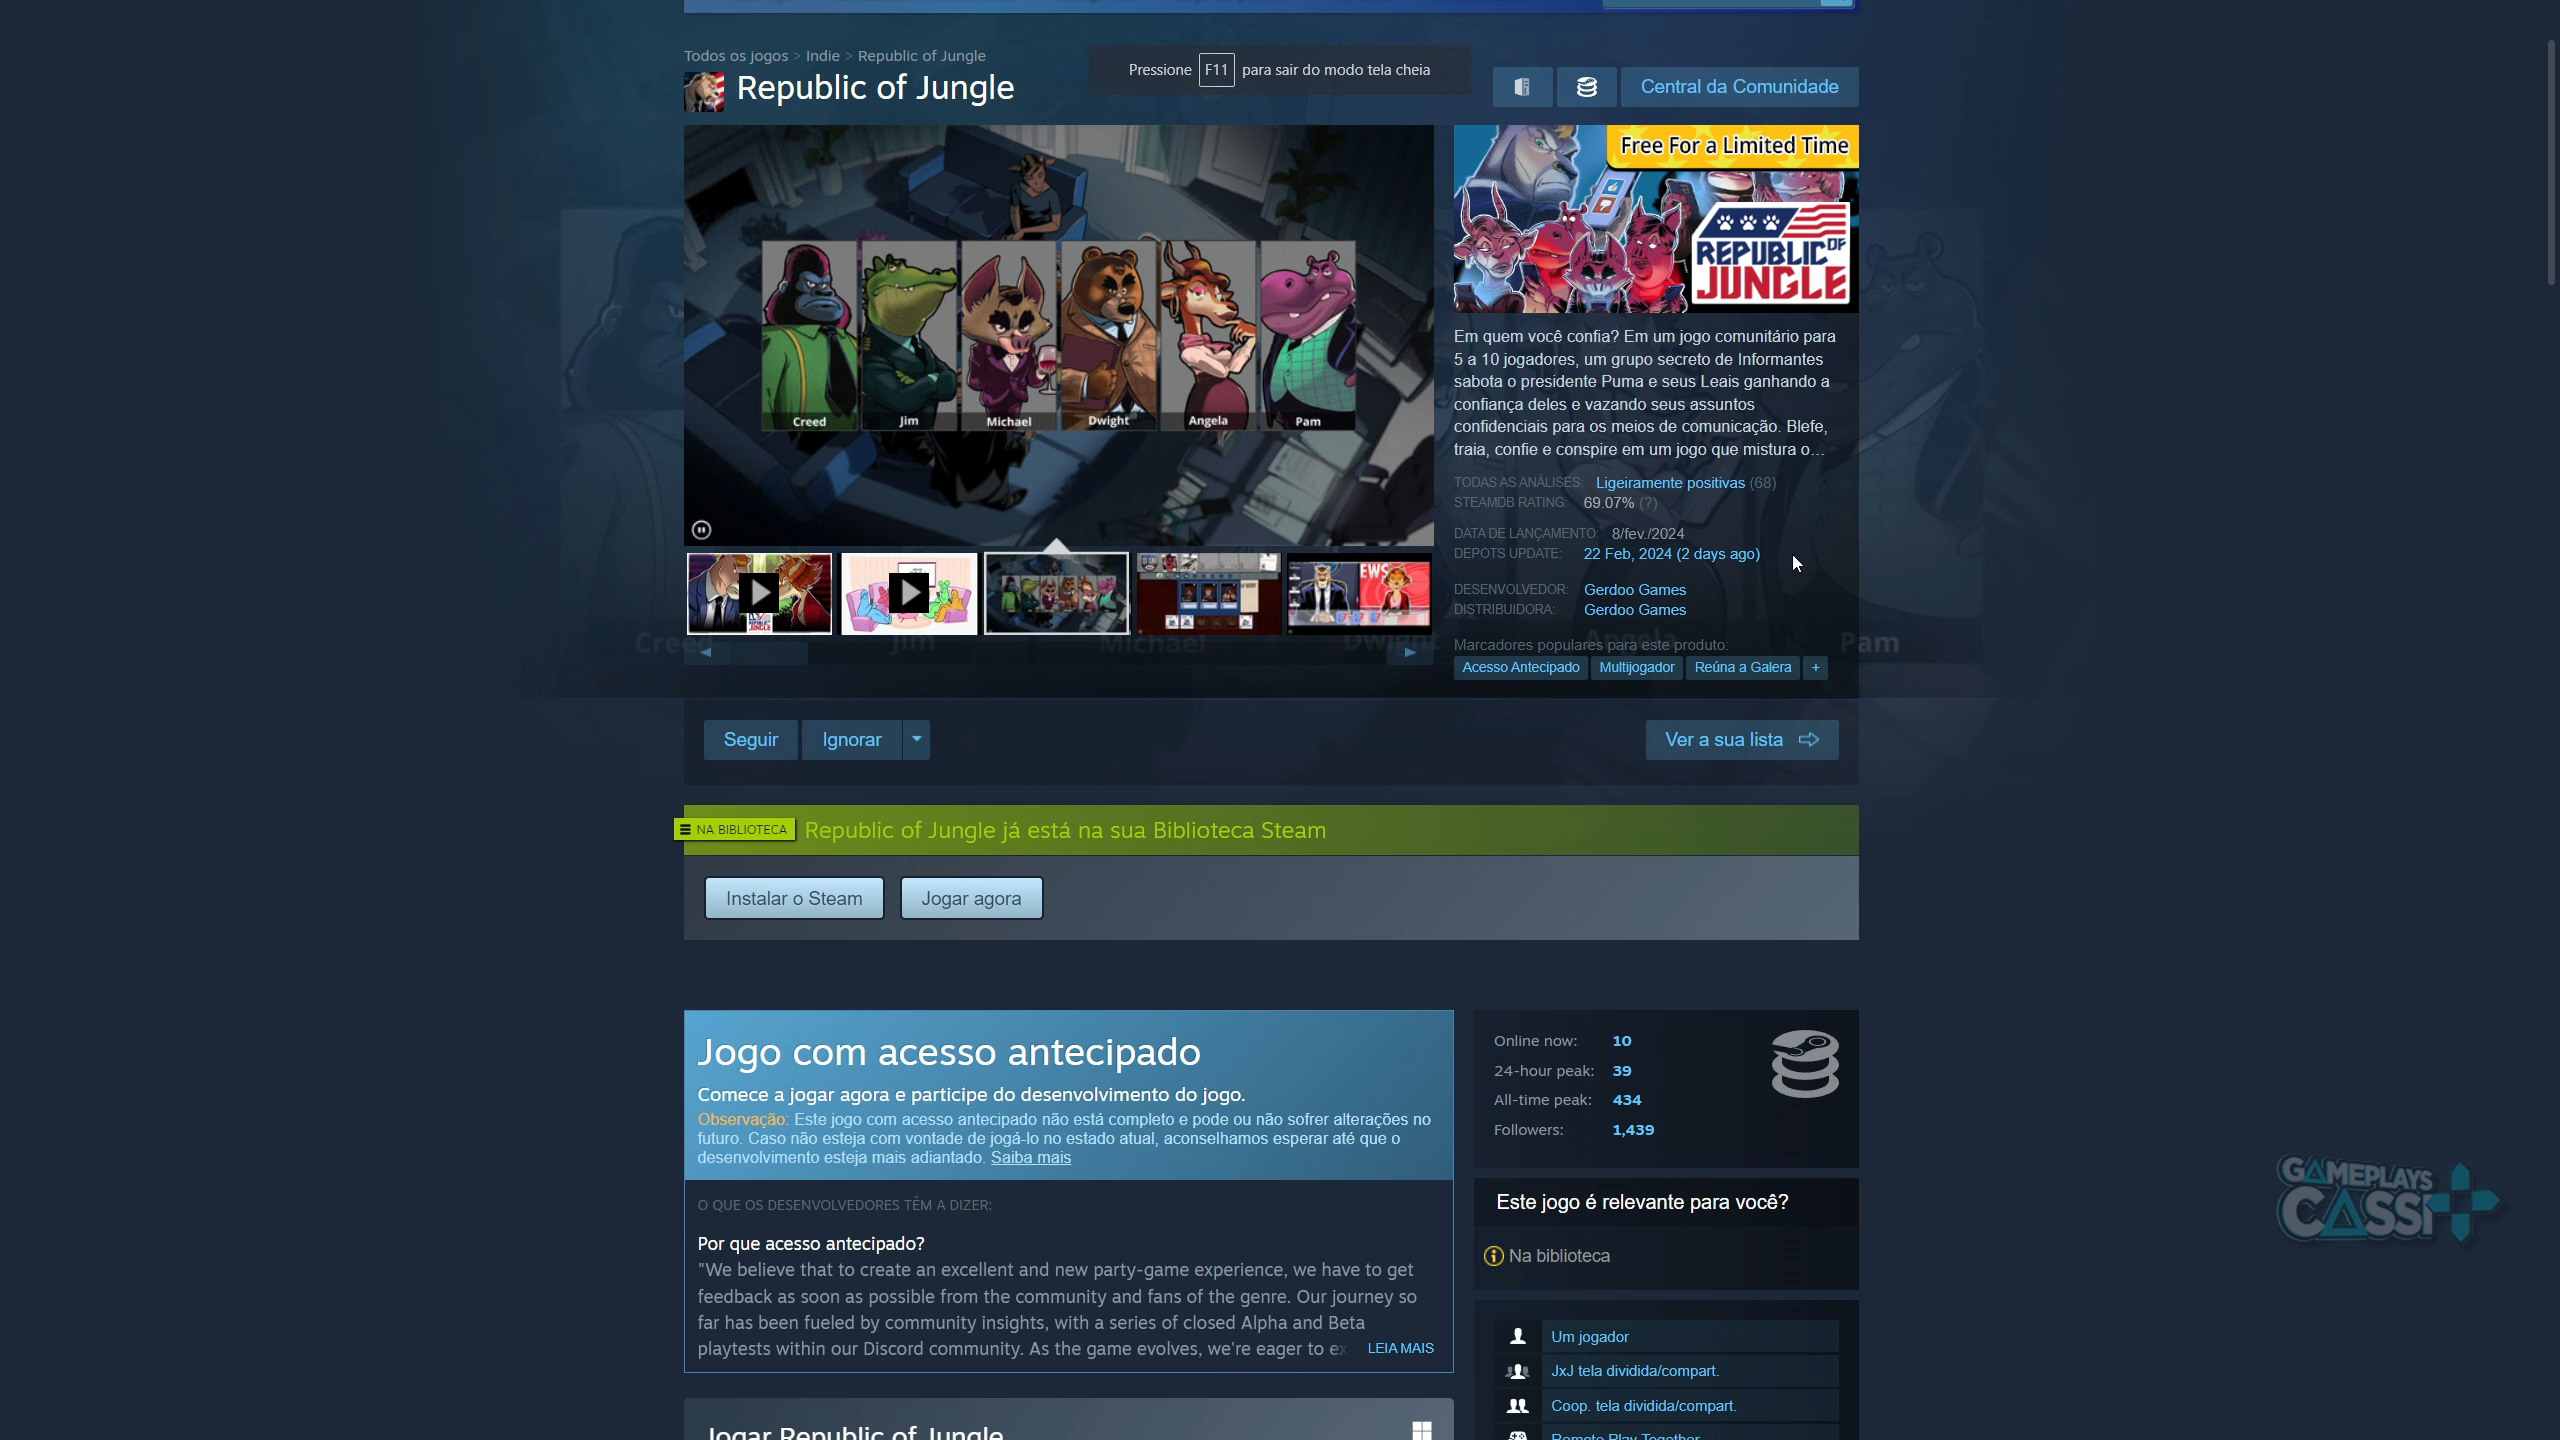 Todos os jogos > Indie > Republic of Jungle
Republic of Jungle
Pressione F11 para sair do modo tela cheia
Central da Comunidade
Creed
Jim
Michael
Dwight
Angela
Pam
Free For a Limited Time
REPUBLIC OF
JUNGLE
Em quem você confia? Em um jogo comunitário para
5 a 10 jogadores, um grupo secreto de Informantes
sabota o presidente Puma e seus Leais ganhando a
confiança deles e vazando seus assuntos
confidenciais para os meios de comunicação. Blefe,
traia, confie e conspire em um jogo que mistura o...
TODAS AS ANÁLISES: Ligeiramente positivas (68)
STEAMDB RATING: 69.07% (?)
DATA DE LANÇAMENTO: 8/fev./2024
DEPOTS UPDATE: 22 Feb, 2024 (2 days ago)
DESENVOLVEDOR: Gerdoo Games
DISTRIBUIDORA: Gerdoo Games
Marcadores populares para este produto:
Acesso Antecipado Multijogador Reúna a Galera +
Creed
Jim
Michael
Dwight
Angela
Pam
EWS
Seguir Ignorar
Ver a sua lista
NA BIBLIOTECA Republic of Jungle já está na sua Biblioteca Steam
Instalar o Steam Jogar agora
Jogo com acesso antecipado
Comece a jogar agora e participe do desenvolvimento do jogo.
Observação: Este jogo com acesso antecipado não está completo e pode ou não sofrer alterações no
futuro. Caso não esteja com vontade de jogá-lo no estado atual, aconselhamos esperar até que o
desenvolvimento esteja mais adiantado. Saiba mais
O QUE OS DESENVOLVEDORES TÊM A DIZER:
Por que acesso antecipado?
"We believe that to create an excellent and new party-game experience, we have to get
feedback as soon as possible from the community and fans of the genre. Our journey so
far has been fueled by community insights, with a series of closed Alpha and Beta
playtests within our Discord community. As the game evolves, we're eager to ex LEIA MAIS
Jogar Republic of Jungle
Online now: 10
24-hour peak: 39
All-time peak: 434
Followers: 1,439
Este jogo é relevante para você?
Na biblioteca
Um jogador
JxJ tela dividida/compart.
Coop. tela dividida/compart.
Remote Play Together
GAMEPLAYS
CASSI